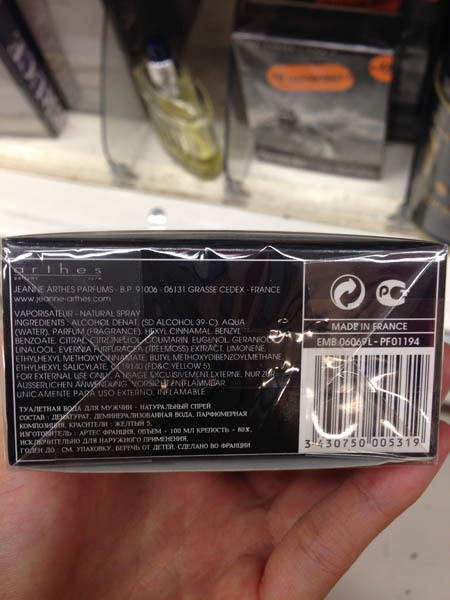 arthes
JEANNE ARTHES PARFUMS - B.P. 91006 - 06131 GRASSE CEDEX - FRANCE
www.jeanne-arthes.com
VAPORISATEUR - NATURAL SPRAY
INGREDIENTS : ALCOHOL DENAT. (SD ALCOHOL 39-C), AQUA
(WATER), PARFUM (FRAGRANCE), HEXYL CINNAMAL, BENZYL
BENZOATE, CITRAL, CITRONELLOL, COUMARIN, EUGENOL, GERANIOL,
LINALOOL, EVERNIA FURFURACEA (TREEMOSS) EXTRACT, LIMONENE,
ETHYLHEXYL METHOXYCINNAMATE, BUTYL METHOXYDIBENZOYLMETHANE,
ETHYLHEXYL SALICYLATE, CI 19140 (FD&C YELLOW 5)
FOR EXTERNAL USE ONLY, A USAGE EXCLUSIVEMENT EXTERNE, NUR ZUR
ÄUSSERLICHEN ANWENDUNG, INFLAMMABLE, ENTFLAMMBAR,
UNICAMENTE PARA USO EXTERNO, INFLAMABLE
ТУАЛЕТНАЯ ВОДА ДЛЯ МУЖЧИН - НАТУРАЛЬНЫЙ СПРЕЙ
СОСТАВ : ДЕНАТУРАТ, ДЕМИНЕРАЛИЗОВАННАЯ ВОДА, ПАРФЮМЕРНАЯ
КОМПОЗИЦИЯ, КРАСИТЕЛИ : ЖЕЛТЫЙ 5,
ИЗГОТОВИТЕЛЬ : АРТЕС ФРАНЦИЯ, ОБЪЕМ - 100 МЛ КРЕПОСТЬ - 80%,
ИСКЛЮЧИТЕЛЬНО ДЛЯ НАРУЖНОГО ПРИМЕНЕНИЯ,
ГОДЕН ДО : СМ. УПАКОВКУ, БЕРЕЧЬ ОТ ДЕТЕЙ, СДЕЛАНО ВО ФРАНЦИИ
MADE IN FRANCE
EMB 06069L - PF01194
3 430750 005319